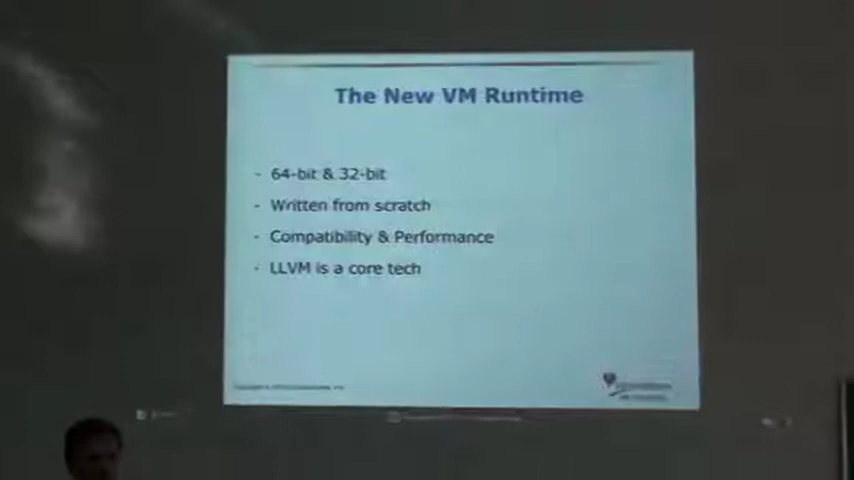 The New VM Runtime
- 64-bit & 32-bit
- Written from scratch
- Compatibility & Performance
- LLVM is a core tech